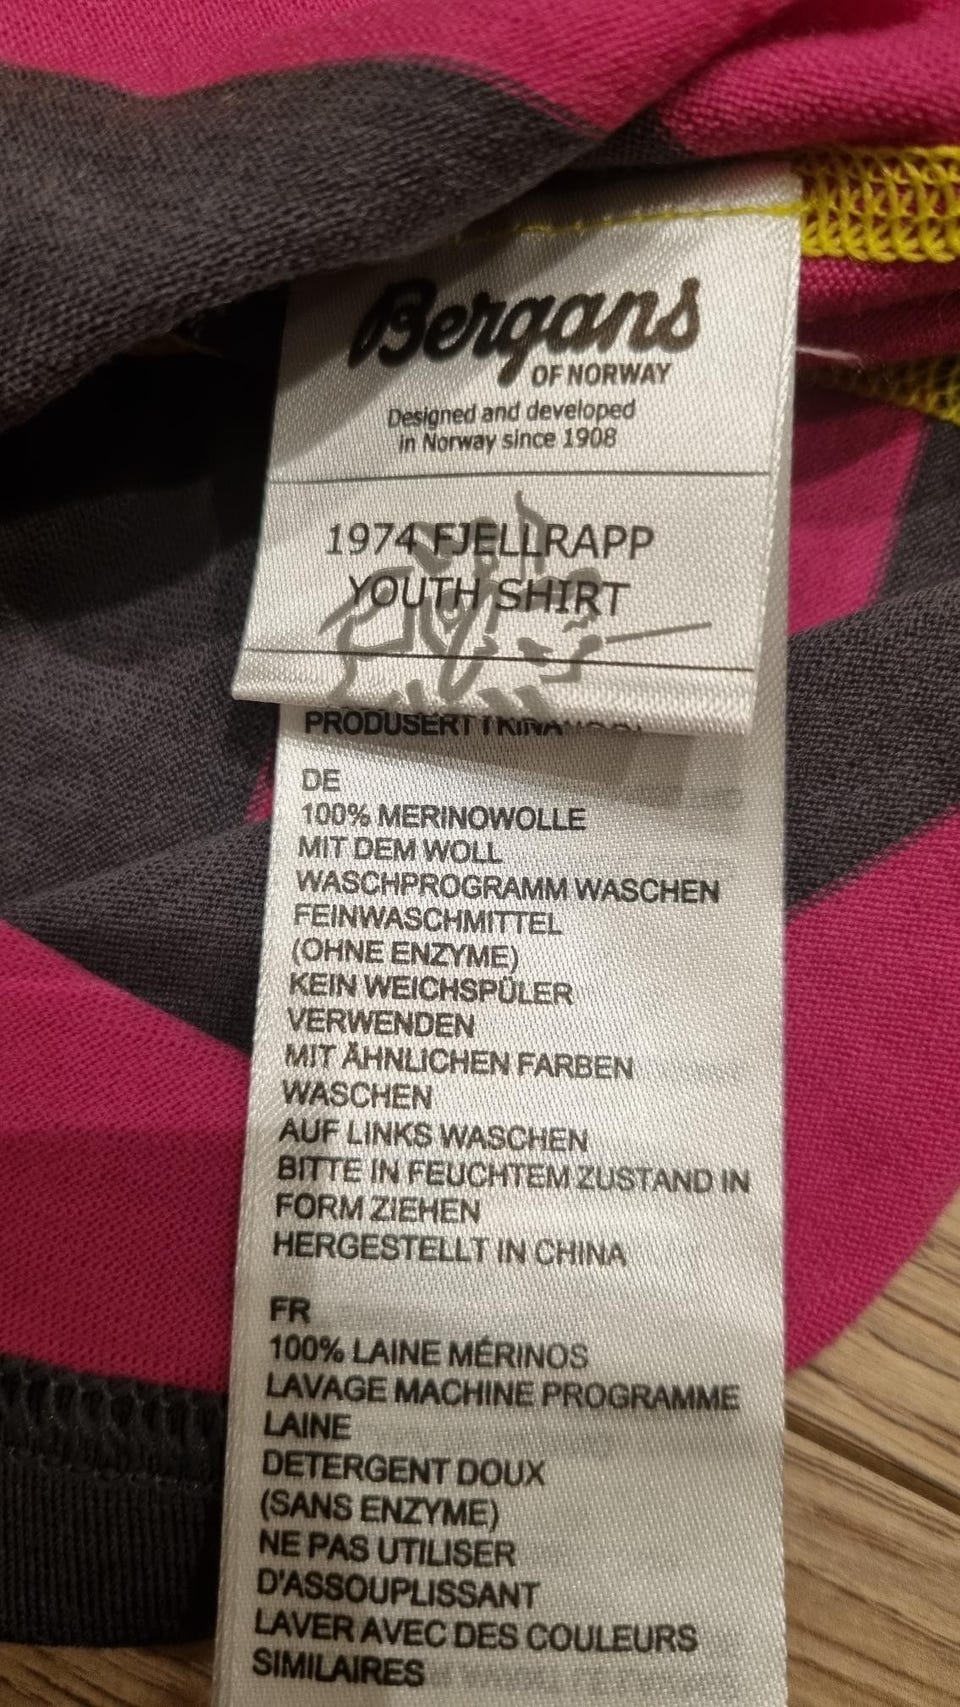 Bergans
OF NORWAY
Designed and developed
in Norway since 1908
1974 FJELLRAPP
YOUTH SHIRT
PRODUSERT I KINA
DE
100% MERINOWOLLE
MIT DEM WOLL
WASCHPROGRAMM WASCHEN
FEINWASCHMITTEL
(OHNE ENZYME)
KEIN WEICHSPÜLER
VERWENDEN
MIT ÄHNLICHEN FARBEN
WASCHEN
AUF LINKS WASCHEN
BITTE IN FEUCHTEM ZUSTAND IN
FORM ZIEHEN
HERGESTELLT IN CHINA
FR
100% LAINE MÉRINOS
LAVAGE MACHINE PROGRAMME
LAINE
DETERGENT DOUX
(SANS ENZYME)
NE PAS UTILISER
D'ASSOUPLISSANT
LAVER AVEC DES COULEURS
SIMILAIRES